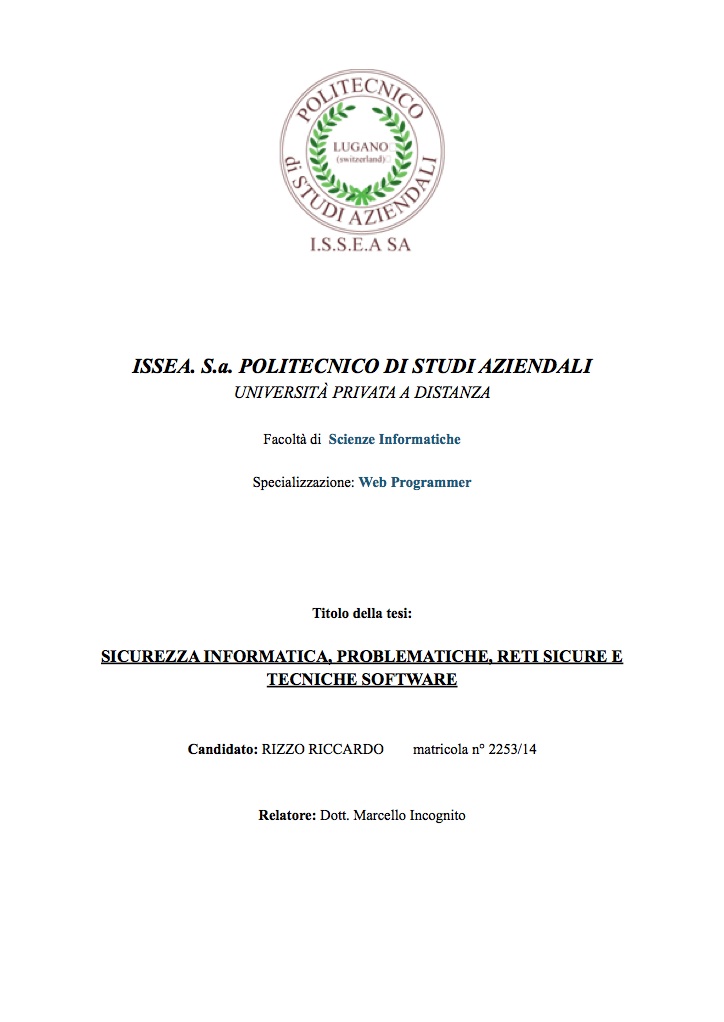 POLITECNICO
LUGANO
(switzerland)
di STUDI AZIENDALI
I.S.S.E.A SA
ISSEA. S.a. POLITECNICO DI STUDI AZIENDALI
UNIVERSITÀ PRIVATA A DISTANZA
Facoltà di Scienze Informatiche
Specializzazione: Web Programmer
Titolo della tesi:
SICUREZZA INFORMATICA, PROBLEMATICHE, RETI SICURE E
TECNICHE SOFTWARE
Candidato: RIZZO RICCARDO matricola n° 2253/14
Relatore: Dott. Marcello Incognito